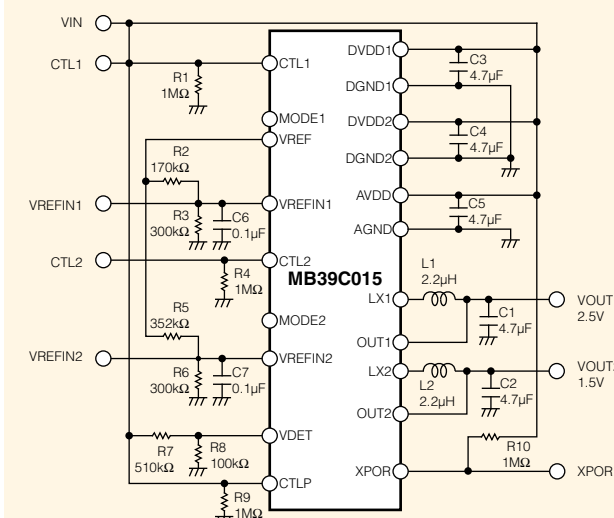 VIN
CTL1
R1
1MΩ
CTL1
MODE1
VREF
R2
170kΩ
VREFIN1
R3
300kΩ
C6
0.1µF
VREFIN1
CTL2
R4
1MΩ
CTL2
MB39C015
MODE2
R5
352kΩ
VREFIN2
R6
300kΩ
C7
0.1µF
VREFIN2
VDET
R7
510kΩ
R8
100kΩ
CTLP
R9
1MΩ
DVDD1
C3
4.7µF
DGND1
DVDD2
C4
4.7µF
DGND2
AVDD
C5
4.7µF
AGND
L1
2.2µH
LX1
C1
4.7µF
VOUT
2.5V
OUT1
LX2
L2
2.2µH
C2
4.7µF
VOUT2
1.5V
OUT2
R10
1MΩ
XPOR
XPOR